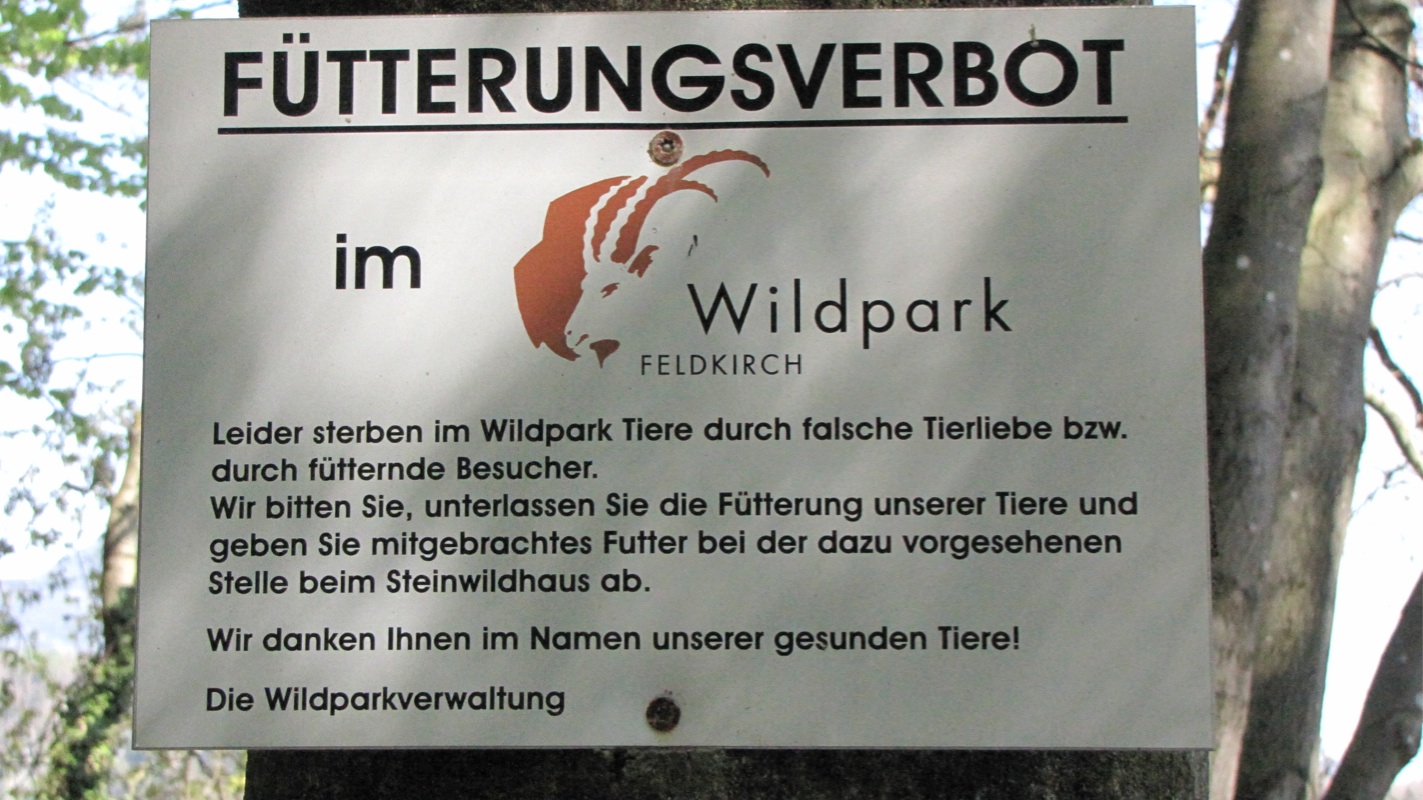 FÜTTERUNGSVERBOT
im
Wildpark
FELDKIRCH
Leider sterben im Wildpark Tiere durch falsche Tierliebe bzw.
durch fütternde Besucher.
Wir bitten Sie, unterlassen Sie die Fütterung unserer Tiere und
geben Sie mitgebrachtes Futter bei der dazu vorgesehenen
Stelle beim Steinwildhaus ab.
Wir danken Ihnen im Namen unserer gesunden Tiere!
Die Wildparkverwaltung